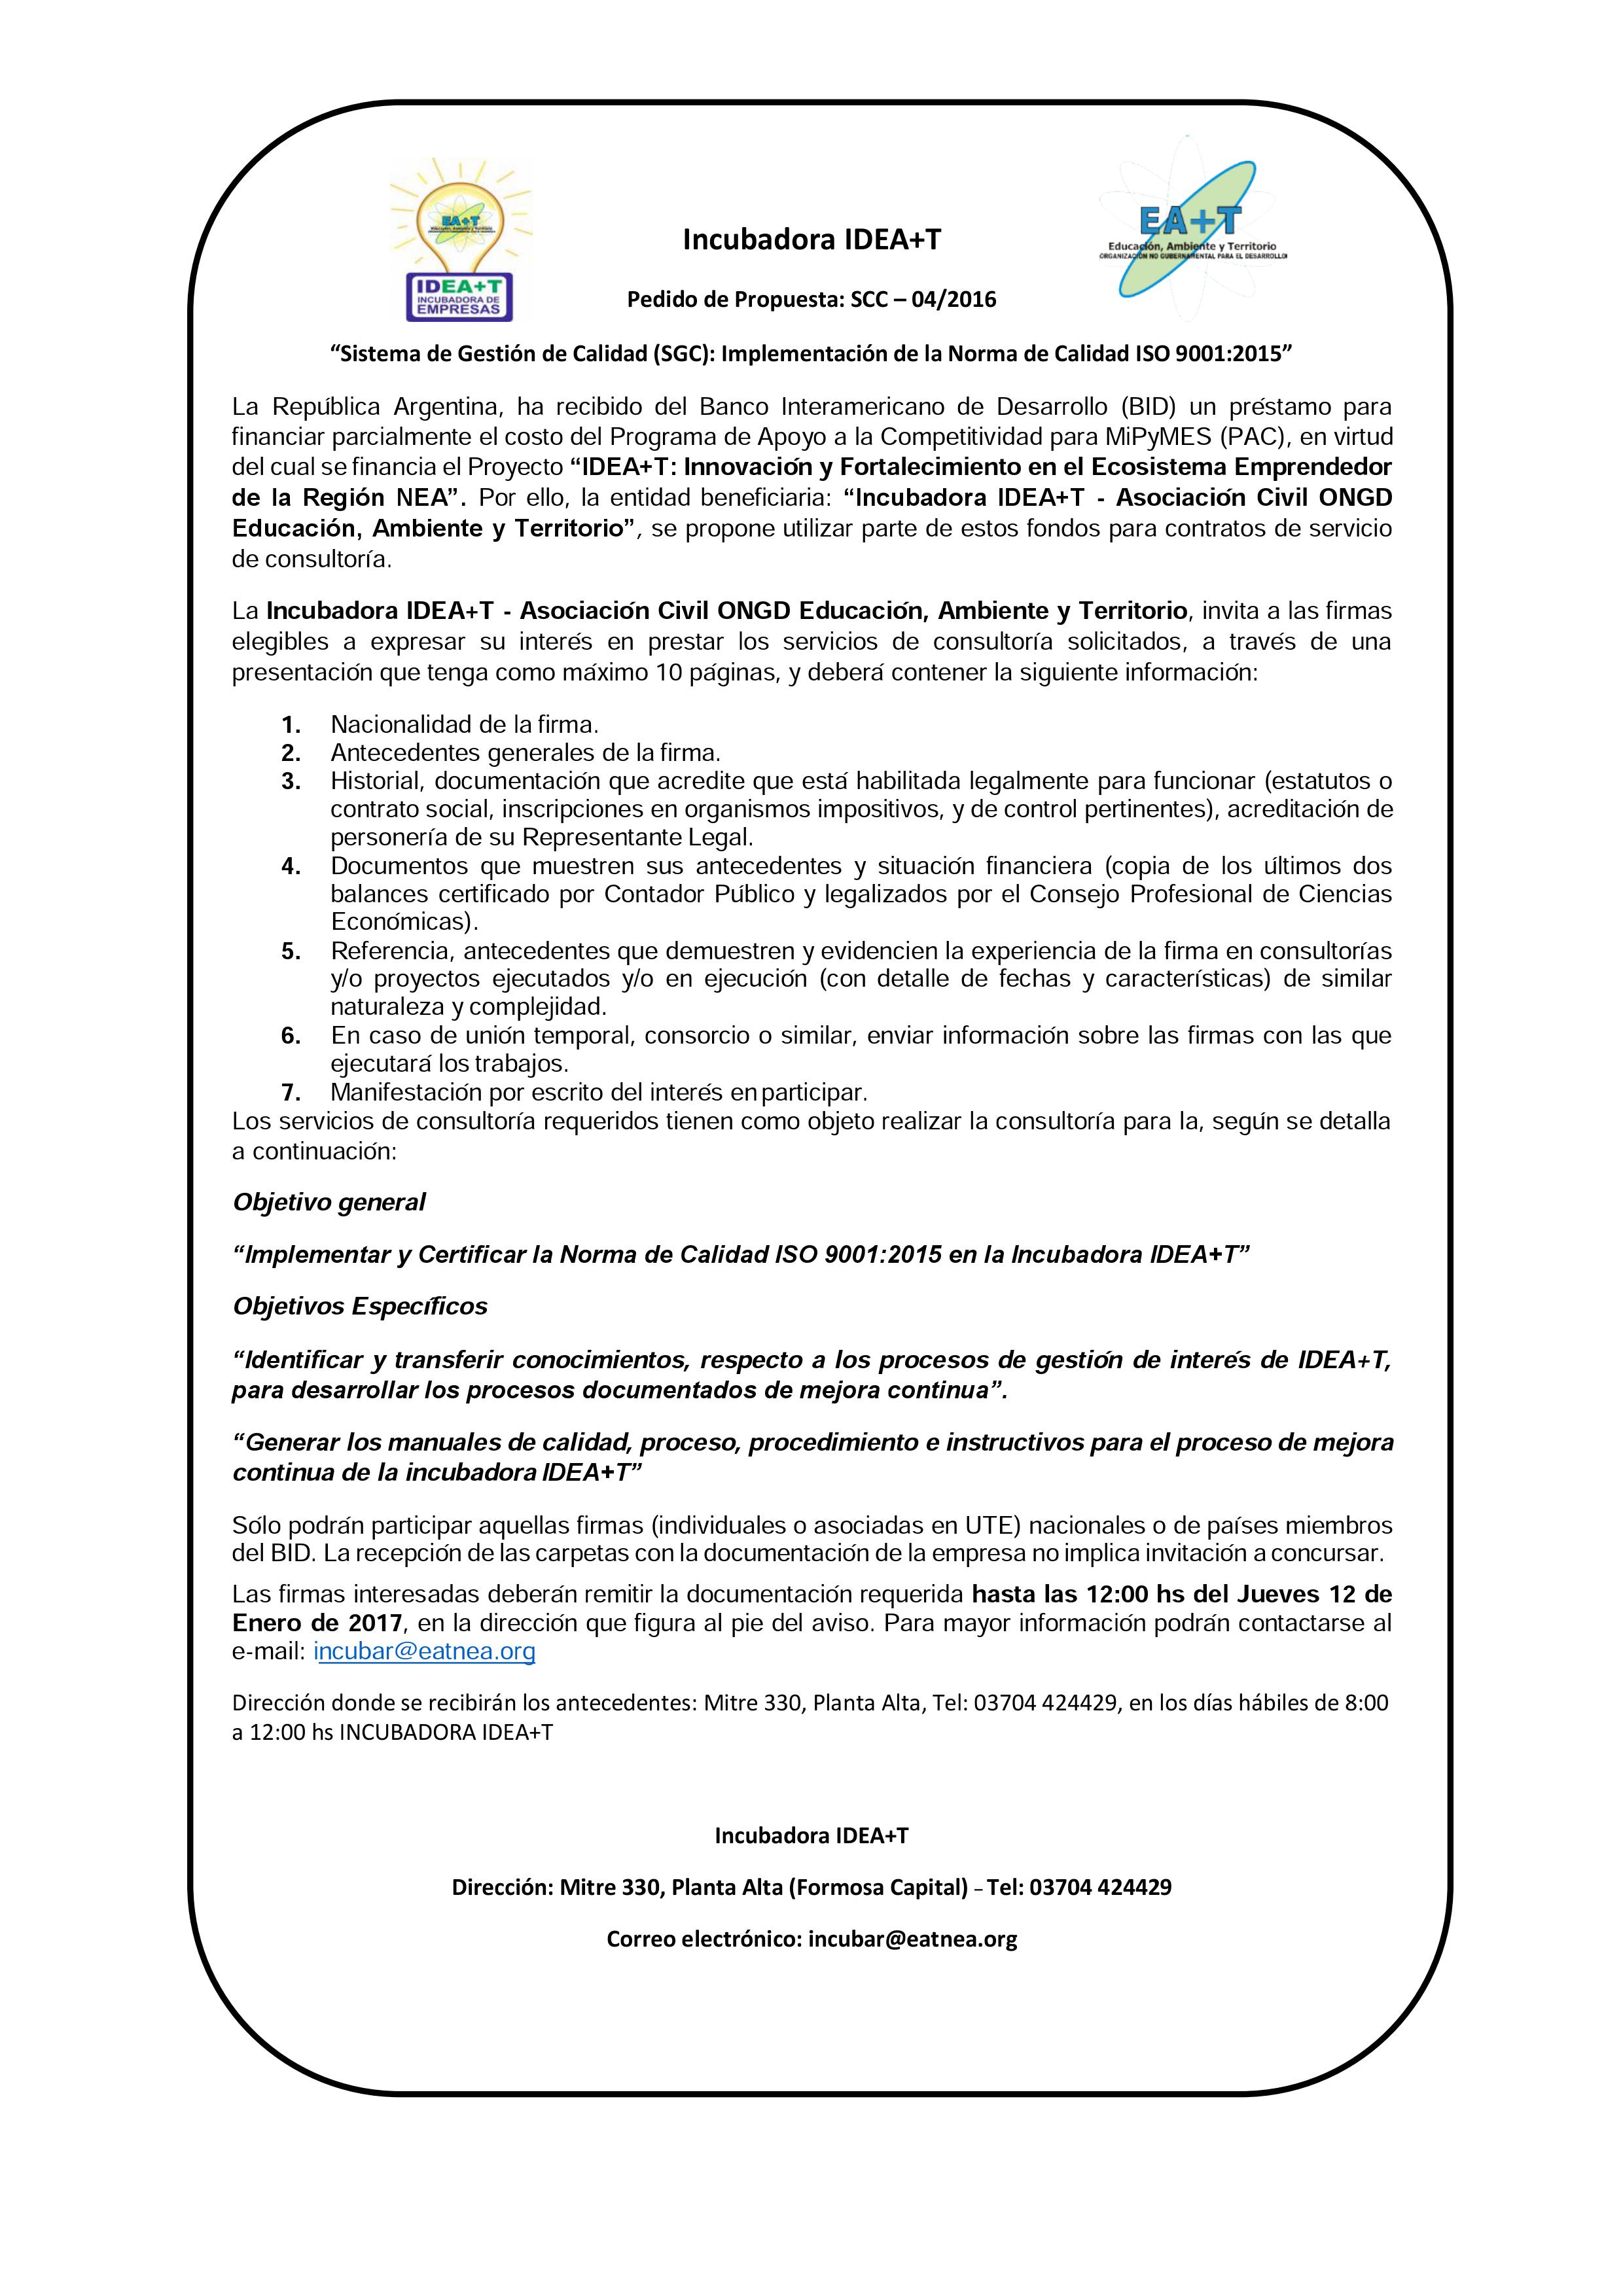 EA+T
Educación, Ambiente y Territorio
IDEA+T
INCUBADORA DE
EMPRESAS
EA+T
Educación, Ambiente y Territorio
ORGANIZACIÓN NO GUBERNAMENTAL PARA EL DESARROLLO
Incubadora IDEA+T
Pedido de Propuesta: SCC – 04/2016
“Sistema de Gestión de Calidad (SGC): Implementación de la Norma de Calidad ISO 9001:2015”
La República Argentina, ha recibido del Banco Interamericano de Desarrollo (BID) un préstamo para
financiar parcialmente el costo del Programa de Apoyo a la Competitividad para MiPyMES (PAC), en virtud
del cual se financia el Proyecto “IDEA+T: Innovación y Fortalecimiento en el Ecosistema Emprendedor
de la Región NEA”. Por ello, la entidad beneficiaria: “Incubadora IDEA+T - Asociación Civil ONGD
Educación, Ambiente y Territorio”, se propone utilizar parte de estos fondos para contratos de servicio
de consultoría.
La Incubadora IDEA+T - Asociación Civil ONGD Educación, Ambiente y Territorio, invita a las firmas
elegibles a expresar su interés en prestar los servicios de consultoría solicitados, a través de una
presentación que tenga como máximo 10 páginas, y deberá contener la siguiente información:
1. Nacionalidad de la firma.
2. Antecedentes generales de la firma.
3. Historial, documentación que acredite que está habilitada legalmente para funcionar (estatutos o
contrato social, inscripciones en organismos impositivos, y de control pertinentes), acreditación de
personería de su Representante Legal.
4. Documentos que muestren sus antecedentes y situación financiera (copia de los últimos dos
balances certificado por Contador Público y legalizados por el Consejo Profesional de Ciencias
Económicas).
5. Referencia, antecedentes que demuestren y evidencien la experiencia de la firma en consultorías
y/o proyectos ejecutados y/o en ejecución (con detalle de fechas y características) de similar
naturaleza y complejidad.
6. En caso de unión temporal, consorcio o similar, enviar información sobre las firmas con las que
ejecutará los trabajos.
7. Manifestación por escrito del interés en participar.
Los servicios de consultoría requeridos tienen como objeto realizar la consultoría para la, según se detalla
a continuación:
Objetivo general
“Implementar y Certificar la Norma de Calidad ISO 9001:2015 en la Incubadora IDEA+T”
Objetivos Específicos
“Identificar y transferir conocimientos, respecto a los procesos de gestión de interés de IDEA+T,
para desarrollar los procesos documentados de mejora continua”.
“Generar los manuales de calidad, proceso, procedimiento e instructivos para el proceso de mejora
continua de la incubadora IDEA+T”
Sólo podrán participar aquellas firmas (individuales o asociadas en UTE) nacionales o de países miembros
del BID. La recepción de las carpetas con la documentación de la empresa no implica invitación a concursar.
Las firmas interesadas deberán remitir la documentación requerida hasta las 12:00 hs del Jueves 12 de
Enero de 2017, en la dirección que figura al pie del aviso. Para mayor información podrán contactarse al
e-mail: incubar@eatnea.org
Dirección donde se recibirán los antecedentes: Mitre 330, Planta Alta, Tel: 03704 424429, en los días hábiles de 8:00
a 12:00 hs INCUBADORA IDEA+T
Incubadora IDEA+T
Dirección: Mitre 330, Planta Alta (Formosa Capital) – Tel: 03704 424429
Correo electrónico: incubar@eatnea.org